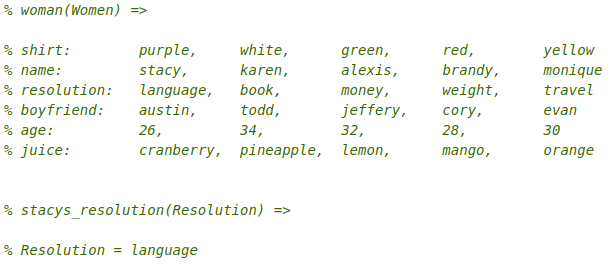 % woman(Women) =>
% shirt: purple, white, green, red, yellow
% name: stacy, karen, alexis, brandy, monique
% resolution: language, book, money, weight, travel
% boyfriend: austin, todd, jeffery, cory, evan
% age: 26, 34, 32, 28, 30
% juice: cranberry, pineapple, lemon, mango, orange
% stacys_resolution(Resolution) =>
% Resolution = language